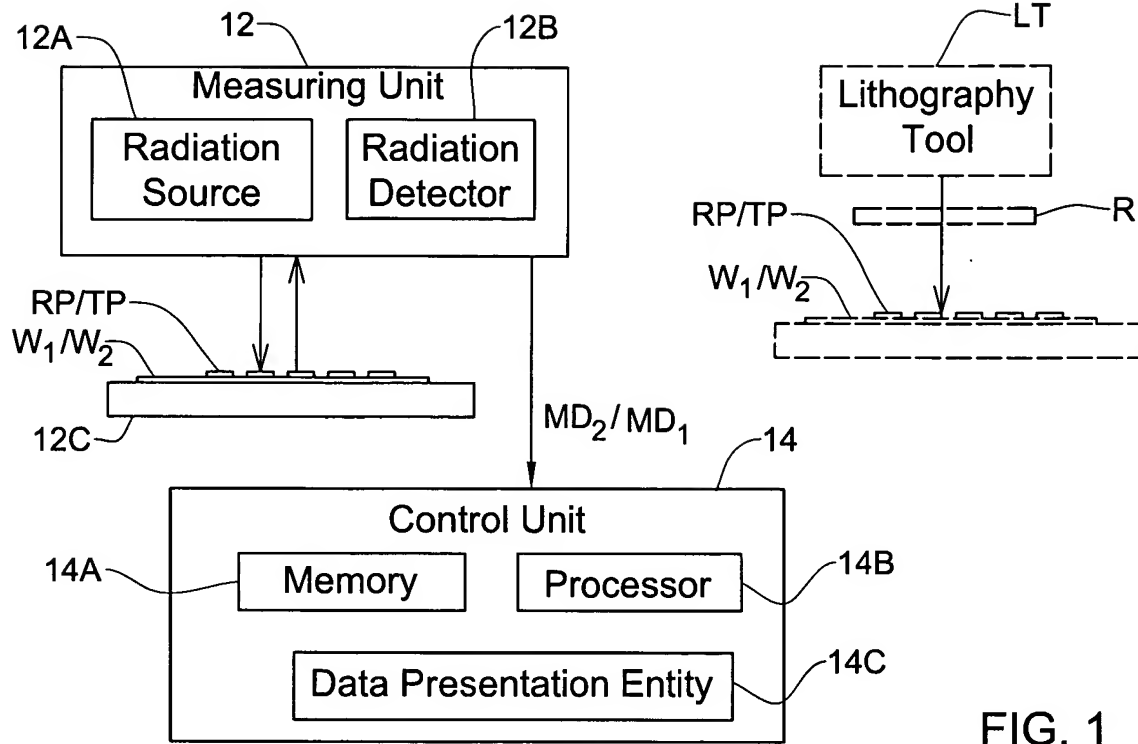 12A
12
12B
Measuring Unit
Radiation
Source
Radiation
Detector
LT
Lithography
Tool
R
RP/TP
W1/W2
RP/TP
W1/W2
12C
MD2/MD1
14
Control Unit
14A
Memory
Processor
14B
Data Presentation Entity
14C
FIG. 1